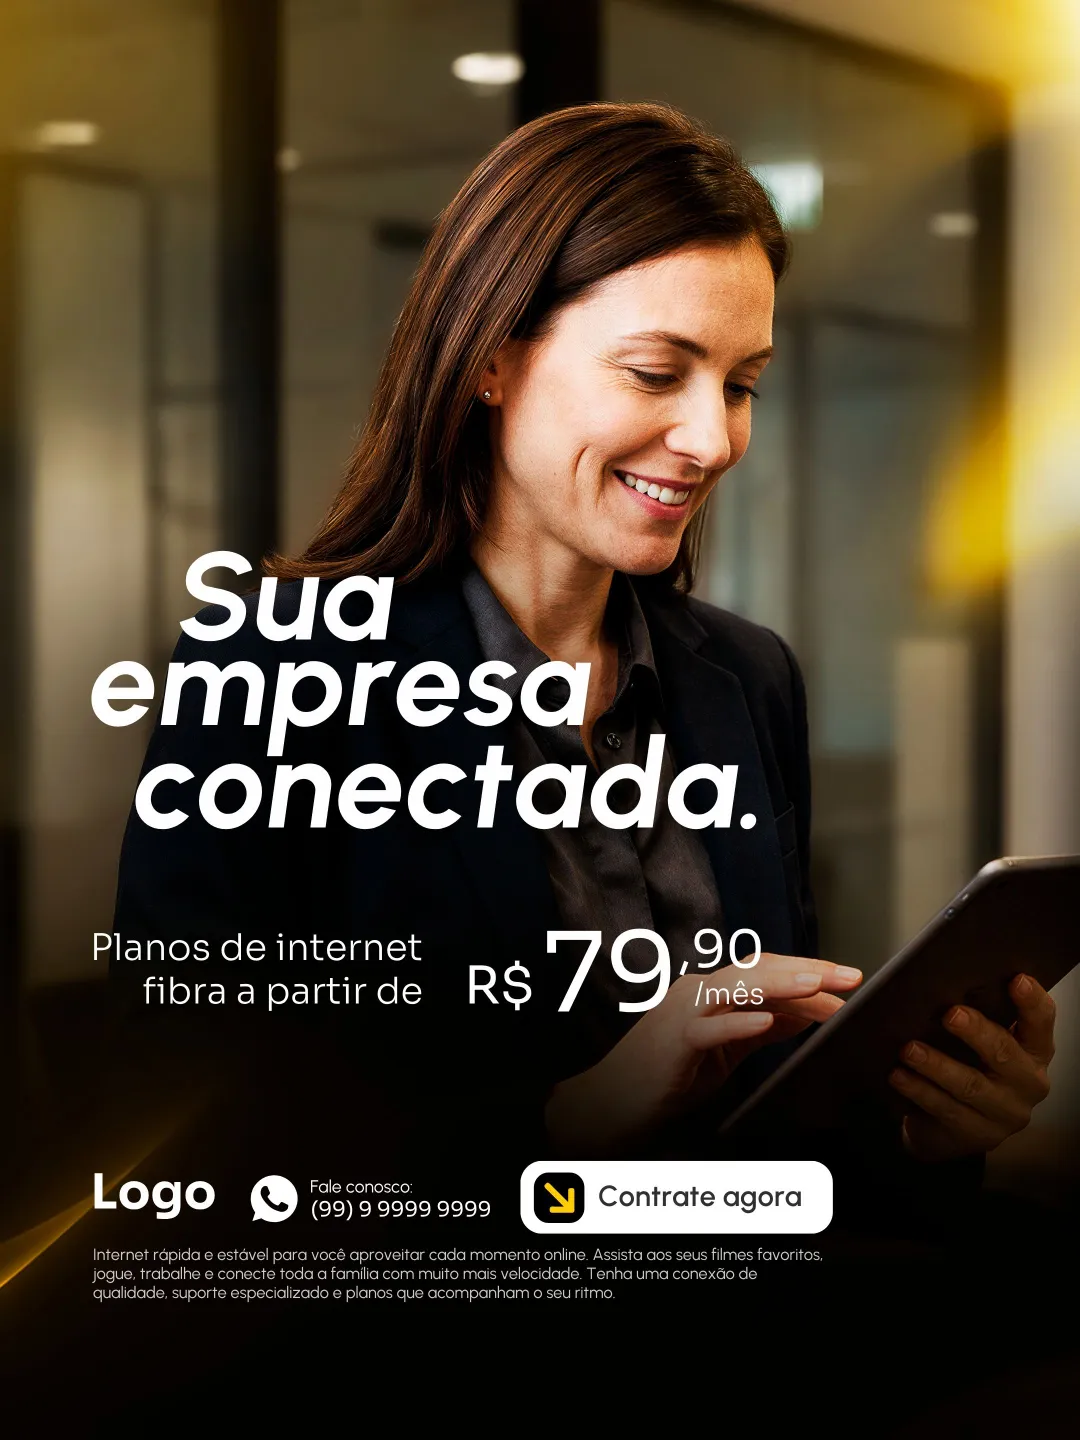 Sua
empresa
conectada.
Planos de internet
fibra a partir de
R$ 79,90
/mês
Logo
Fale conosco:
(99) 9 9999 9999
Contrate agora
Internet rápida e estável para você aproveitar cada momento online. Assista aos seus filmes favoritos,
jogue, trabalhe e conecte toda a família com muito mais velocidade. Tenha uma conexão de
qualidade, suporte especializado e planos que acompanham o seu ritmo.